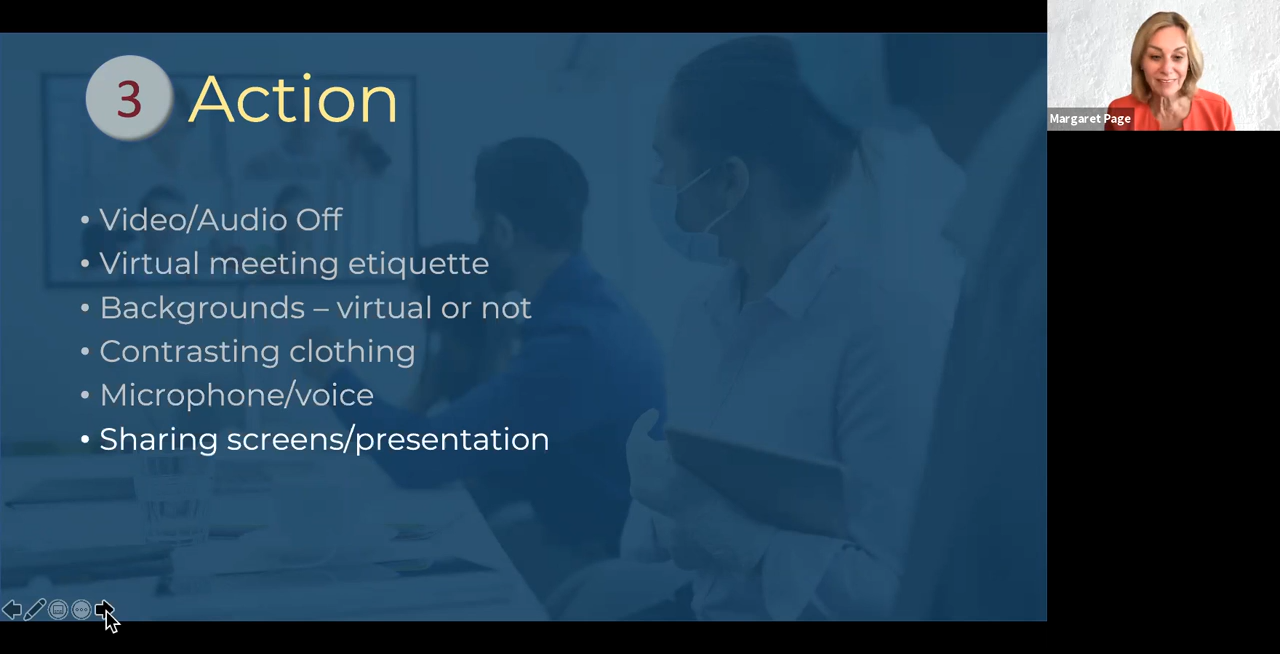 3 Action
• Video/Audio Off
• Virtual meeting etiquette
• Backgrounds – virtual or not
• Contrasting clothing
• Microphone/voice
• Sharing screens/presentation
Margaret Page